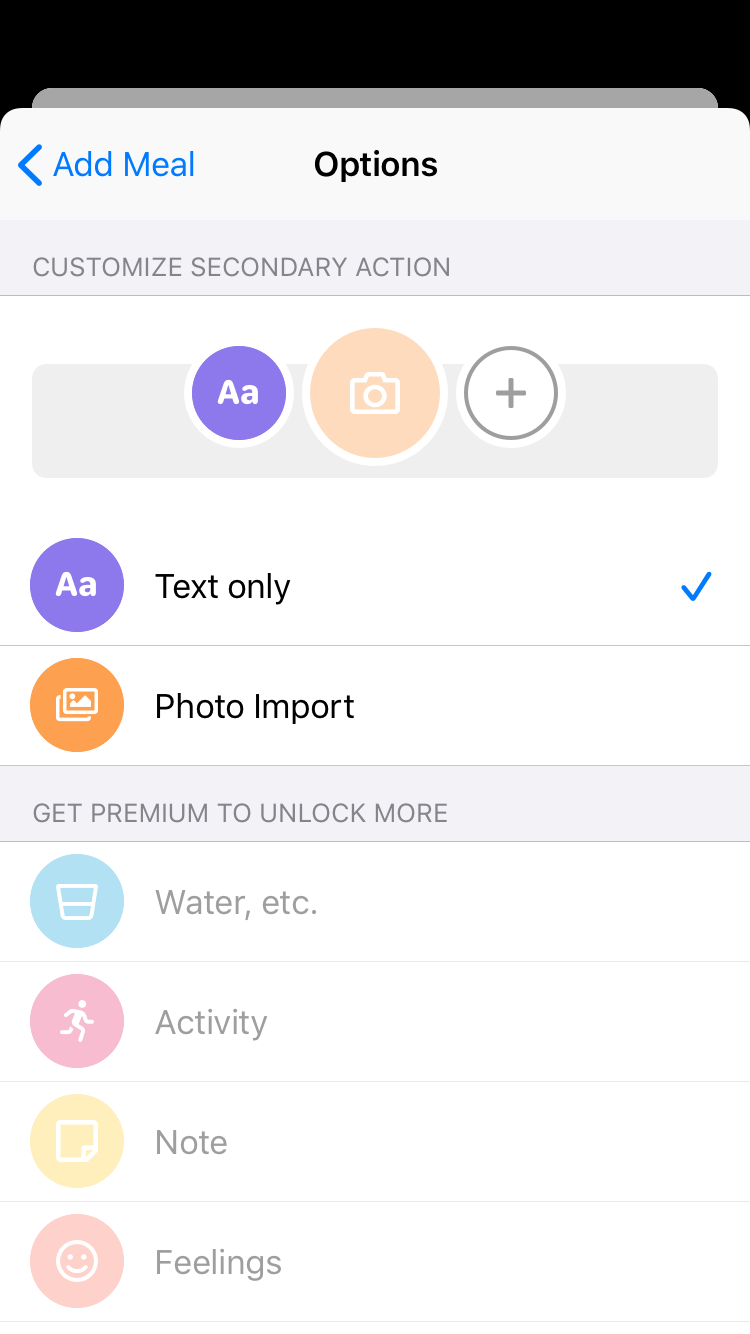 Add Meal
Options
CUSTOMIZE SECONDARY ACTION
Aa
Aa
Text only
Photo Import
GET PREMIUM TO UNLOCK MORE
Water, etc.
Activity
Note
Feelings